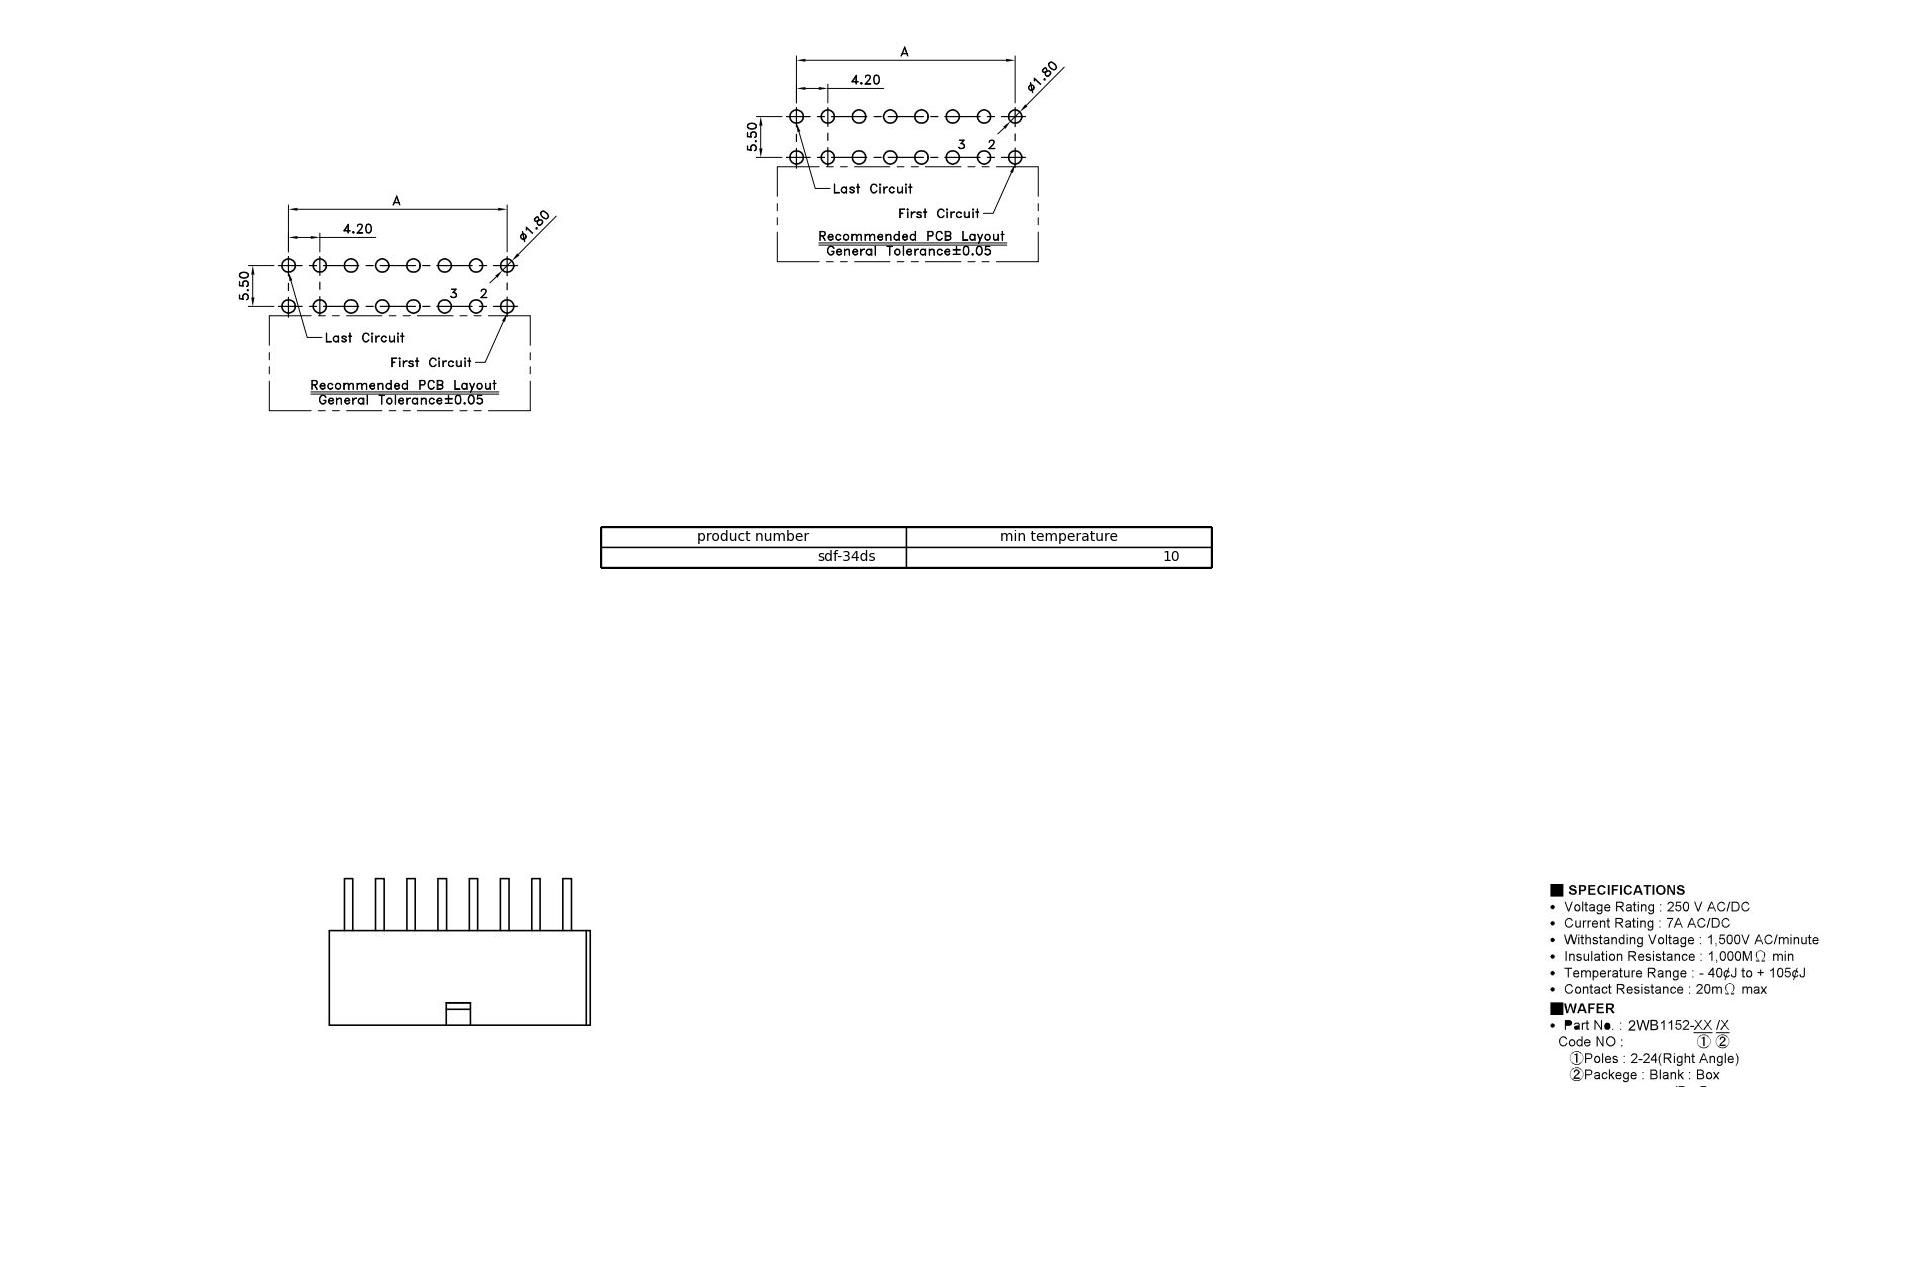 A
4.20
ø1.80
5.50
3 2
Last Circuit
First Circuit
Recommended PCB Layout
General Tolerance±0.05
A
4.20
ø1.80
5.50
3 2
Last Circuit
First Circuit
Recommended PCB Layout
General Tolerance±0.05
product number min temperature
sdf-34ds 10
■ SPECIFICATIONS
• Voltage Rating : 250 V AC/DC
• Current Rating : 7A AC/DC
• Withstanding Voltage : 1,500V AC/minute
• Insulation Resistance : 1,000MΩ min
• Temperature Range : - 40¢J to + 105¢J
• Contact Resistance : 20mΩ max
■WAFER
• Part No. : 2WB1152-XX /X
Code NO : ① ②
①Poles : 2-24(Right Angle)
②Packege : Blank : Box